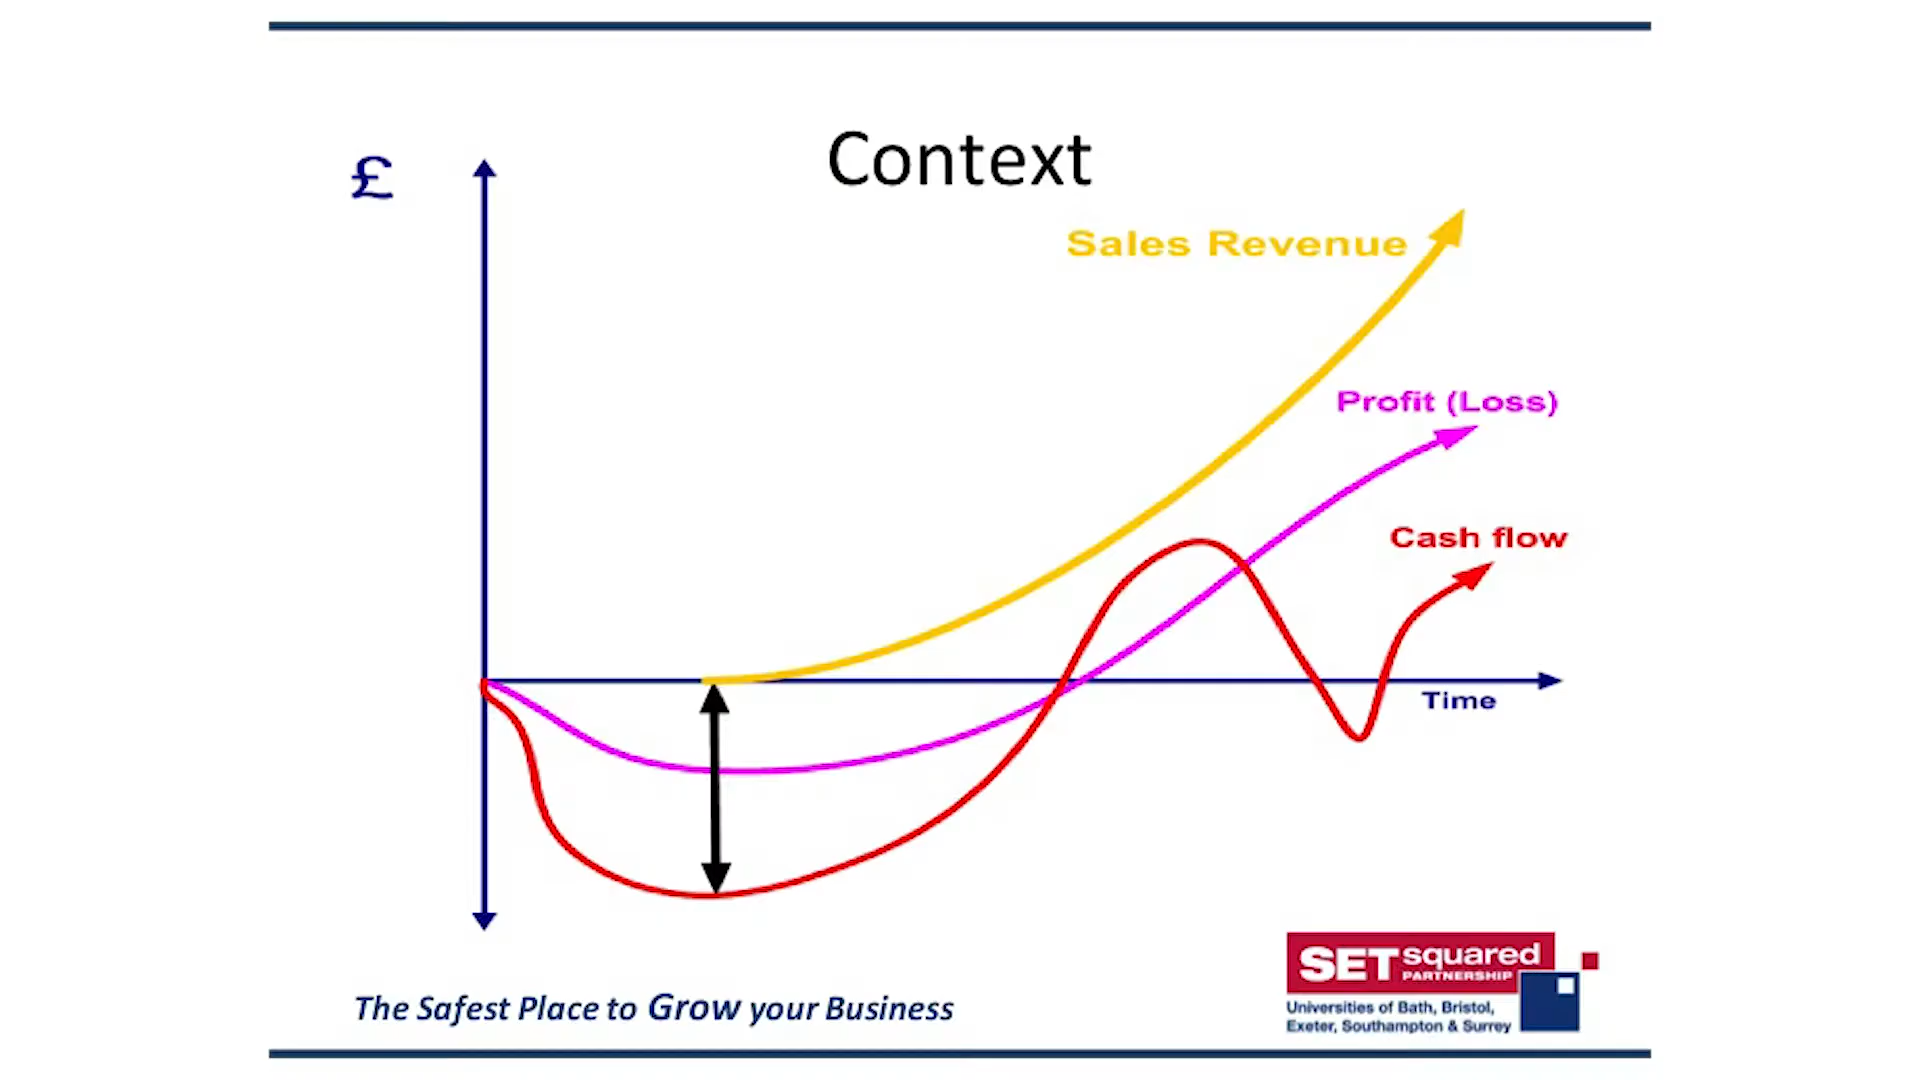 Context
£
Sales Revenue
Profit (Loss)
Cash flow
Time
The Safest Place to Grow your Business
SETsquared
PARTNERSHIP
Universities of Bath, Bristol,
Exeter, Southampton & Surrey